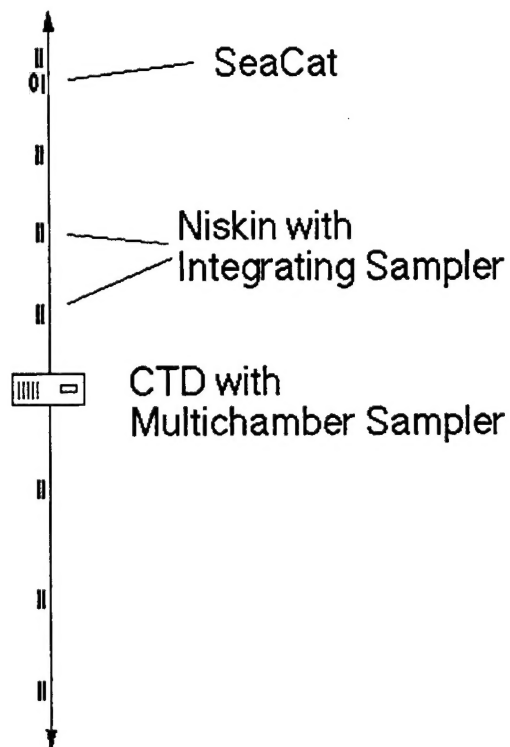 SeaCat
Niskin with
Integrating Sampler
CTD with
Multichamber Sampler